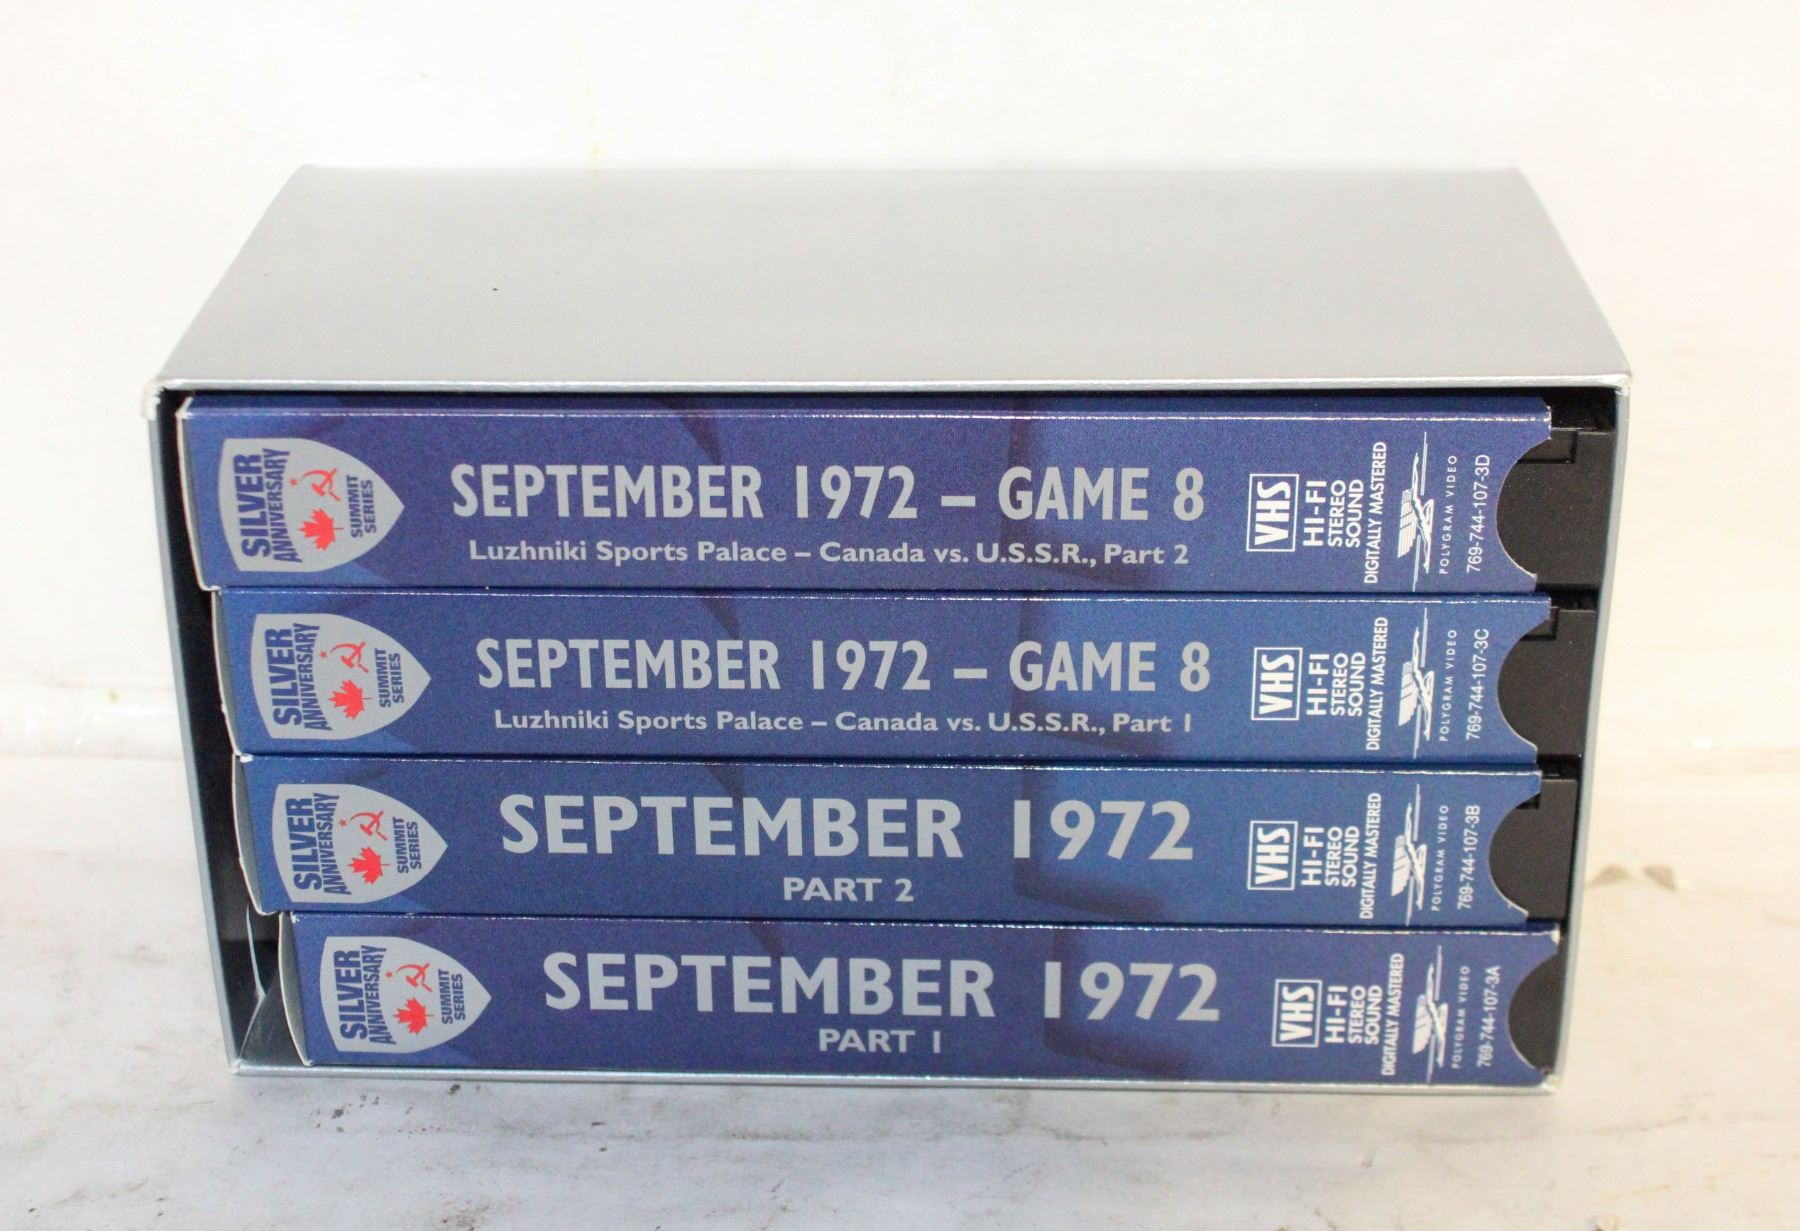 SILVER
ANNIVERSARY
SUMMIT
SERIES
SEPTEMBER 1972 – GAME 8
Luzhniki Sports Palace – Canada vs. U.S.S.R., Part 2
VHS
HI-FI
STEREO
SOUND
DIGITALLY MASTERED
POLYGRAM VIDEO
769-744-107-3D
SILVER
ANNIVERSARY
SUMMIT
SERIES
SEPTEMBER 1972 – GAME 8
Luzhniki Sports Palace – Canada vs. U.S.S.R., Part 1
VHS
HI-FI
STEREO
SOUND
DIGITALLY MASTERED
POLYGRAM VIDEO
769-744-107-3C
SILVER
ANNIVERSARY
SUMMIT
SERIES
SEPTEMBER 1972
PART 2
VHS
HI-FI
STEREO
SOUND
DIGITALLY MASTERED
POLYGRAM VIDEO
769-744-107-3B
SILVER
ANNIVERSARY
SUMMIT
SERIES
SEPTEMBER 1972
PART 1
VHS
HI-FI
STEREO
SOUND
DIGITALLY MASTERED
POLYGRAM VIDEO
769-744-107-3A